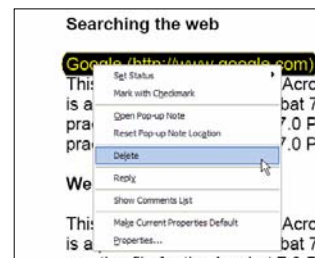 Searching the web
Google (http://www.google.com)
This Acro
Set Status
is a bat 7
Mark with Checkmark
pra 7.0 P
Open Pop-up Note
pra 7.0 P
Reset Pop-up Note Location
Delete
We
Reply
Show Comments List
This Acro
Make Current Properties Default
is a bat 7
Properties...